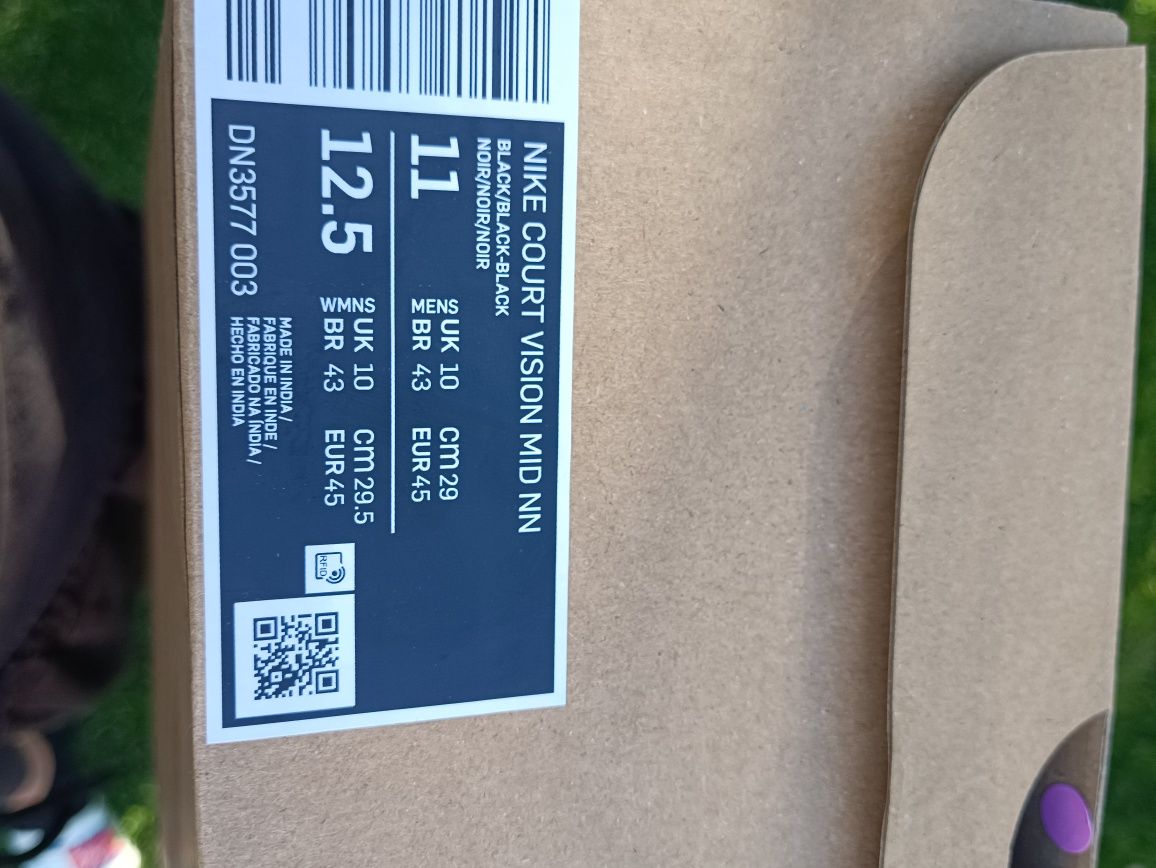 NIKE COURT VISION MID NN
BLACK/BLACK-BLACK
NOIR/NOIR/NOIR
11
MENS UK 10 cm 29
BR 43 EUR 45
12.5
WMNS UK 10 cm 29.5
BR 43 EUR 45
DN3577 003
MADE IN INDIA /
FABRIQUE EN INDE /
FABRICADO NA ÍNDIA /
HECHO EN INDIA
RFID